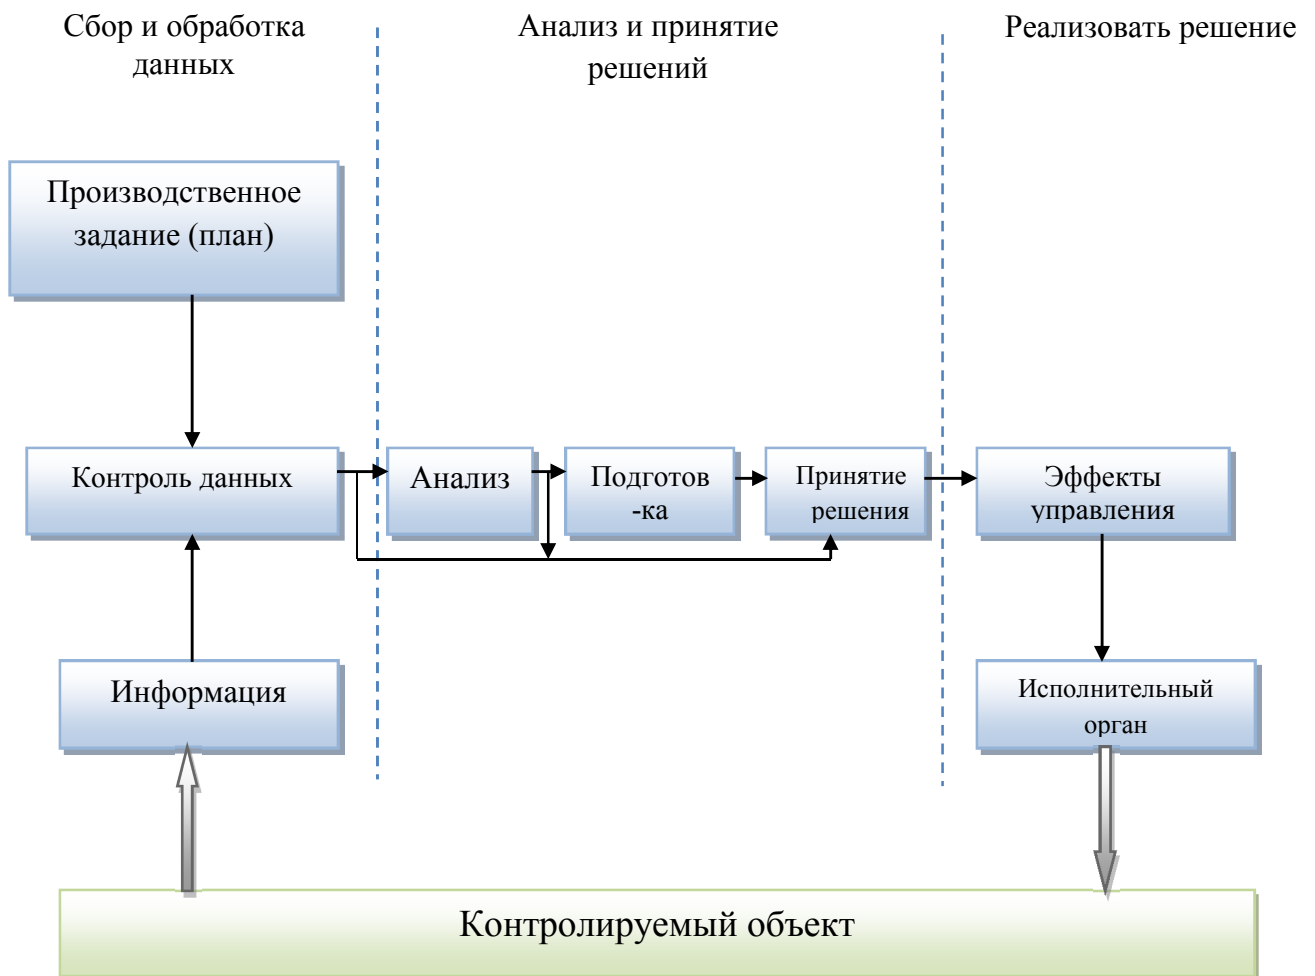 Сбор и обработка
данных
Анализ и принятие
решений
Реализовать решение
Производственное
задание (план)
Контроль данных
Анализ
Подготов
-ка
Принятие
решения
Эффекты
управления
Информация
Исполнительный
орган
Контролируемый объект